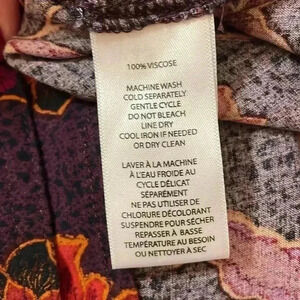 100% VISCOSE
MACHINE WASH
COLD SEPARATELY
GENTLE CYCLE
DO NOT BLEACH
LINE DRY
COOL IRON IF NEEDED
OR DRY CLEAN
LAVER À LA MACHINE
À L'EAU FROIDE AU
CYCLE DÉLICAT
SÉPARÉMENT
NE PAS UTILISER DE
CHLORURE DÉCOLORANT
SUSPENDRE POUR SÉCHER
REPASSER À BASSE
TEMPÉRATURE AU BESOIN
OU NETTOYER À SEC